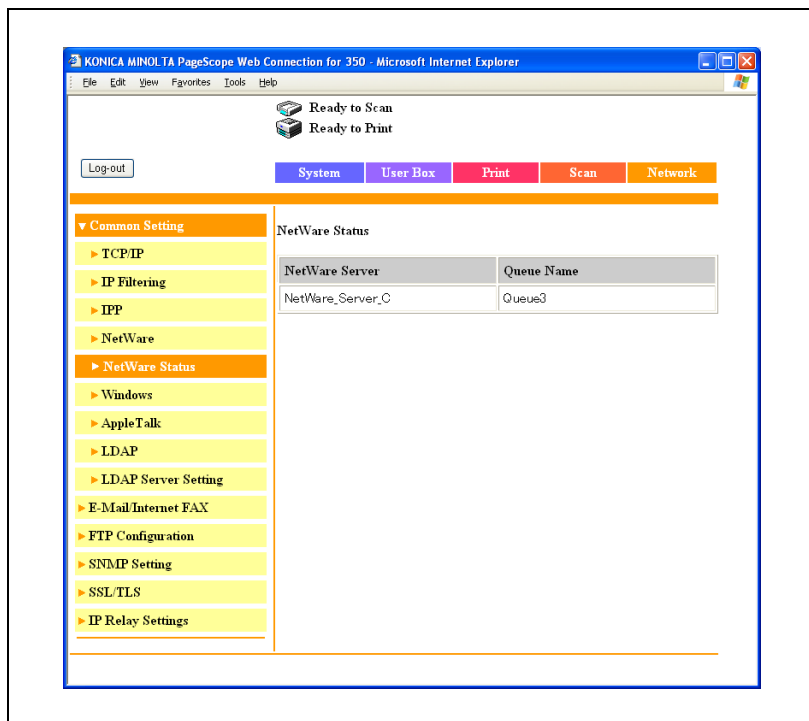 KONICA MINOLTA PageScope Web Connection for 350 - Microsoft Internet Explorer
File Edit View Favorites Tools Help
Ready to Scan
Ready to Print
Log-out
System User Box Print Scan Network
Common Setting
TCP/IP
IP Filtering
IPP
NetWare
NetWare Status
Windows
AppleTalk
LDAP
LDAP Server Setting
E-Mail/Internet FAX
FTP Configuration
SNMP Setting
SSL/TLS
IP Relay Settings
NetWare Status
NetWare Server Queue Name
NetWare_Server_C Queue3